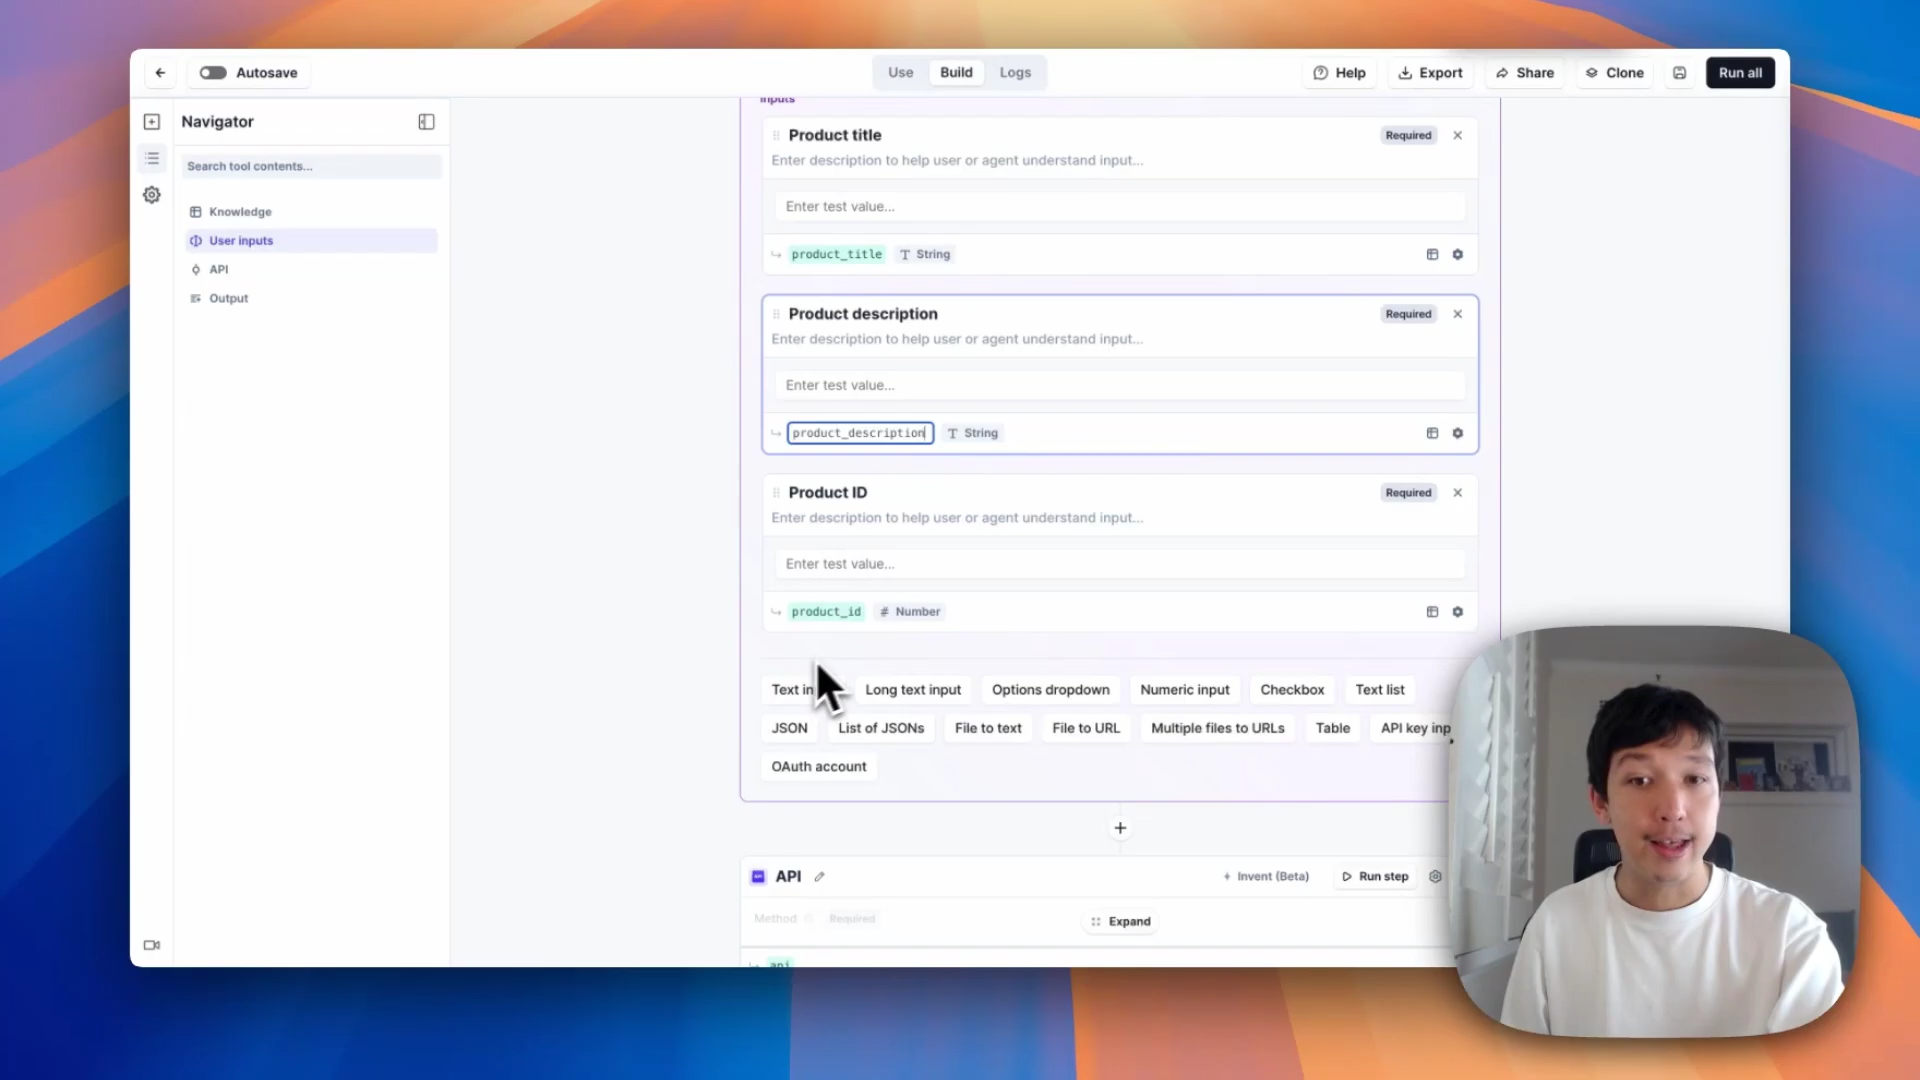 Autosave
Use Build Logs
Help Export Share Clone Run all
Navigator
Search tool contents...
Knowledge
User inputs
API
Output
Inputs
Product title Required
Enter description to help user or agent understand input...
Enter test value...
product_title T String
Product description Required
Enter description to help user or agent understand input...
Enter test value...
product_description T String
Product ID Required
Enter description to help user or agent understand input...
Enter test value...
product_id # Number
Text in Long text input Options dropdown Numeric input Checkbox Text list
JSON List of JSONs File to text File to URL Multiple files to URLs Table API key inp
OAuth account
API + Invent (Beta) Run step
Method Required Expand
api